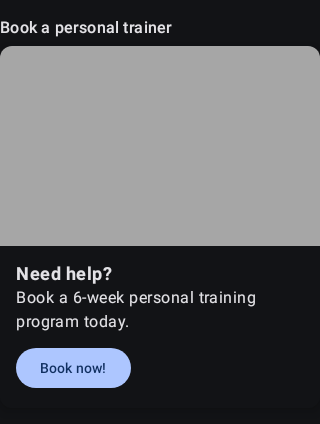 Book a personal trainer
Need help?
Book a 6-week personal training
program today.
Book now!